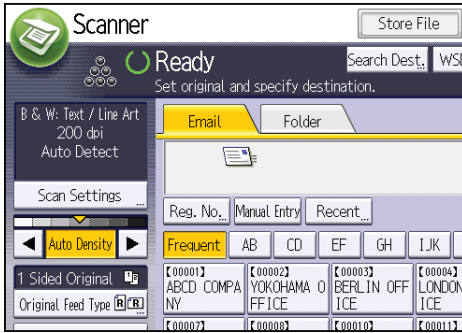 Scanner
Store File
Ready
Search Dest.
Set original and specify destination.
B & W: Text / Line Art
200 dpi
Auto Detect
Email
Folder
Scan Settings
Reg. No.
Manual Entry
Recent
Auto Density
Frequent
AB
CD
EF
GH
IJK
1 Sided Original
Original Feed Type
[00001]
ABCD COMPA
NY
[00002]
YOKOHAMA O
FFICE
[00003]
BERLIN OFF
ICE
[00004]
LONDON
ICE
[00007]
[00008]
[00010]
[00011]